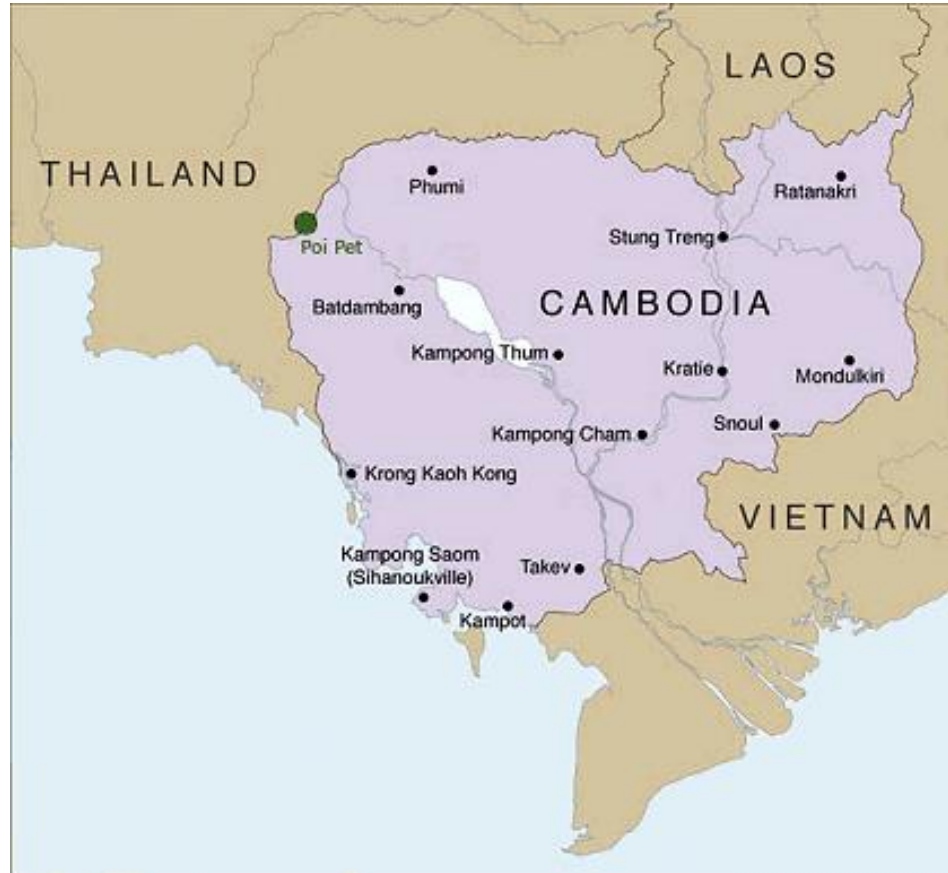 LAOS
THAILAND
Phumi
Ratanakri
Poi Pet
Stung Treng
Batdambang
CAMBODIA
Kampong Thum
Kratie
Mondulkiri
Snoul
Kampong Cham
Krong Kaoh Kong
VIETNAM
Kampong Saom
(Sihanoukville)
Takev
Kampot